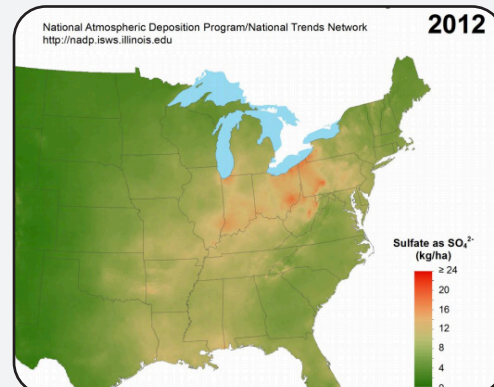 National Atmospheric Deposition Program/National Trends Network
http://nadp.isws.illinois.edu
2012
Sulfate as SO₄²⁻
(kg/ha)
≥ 24
20
16
12
8
4
0